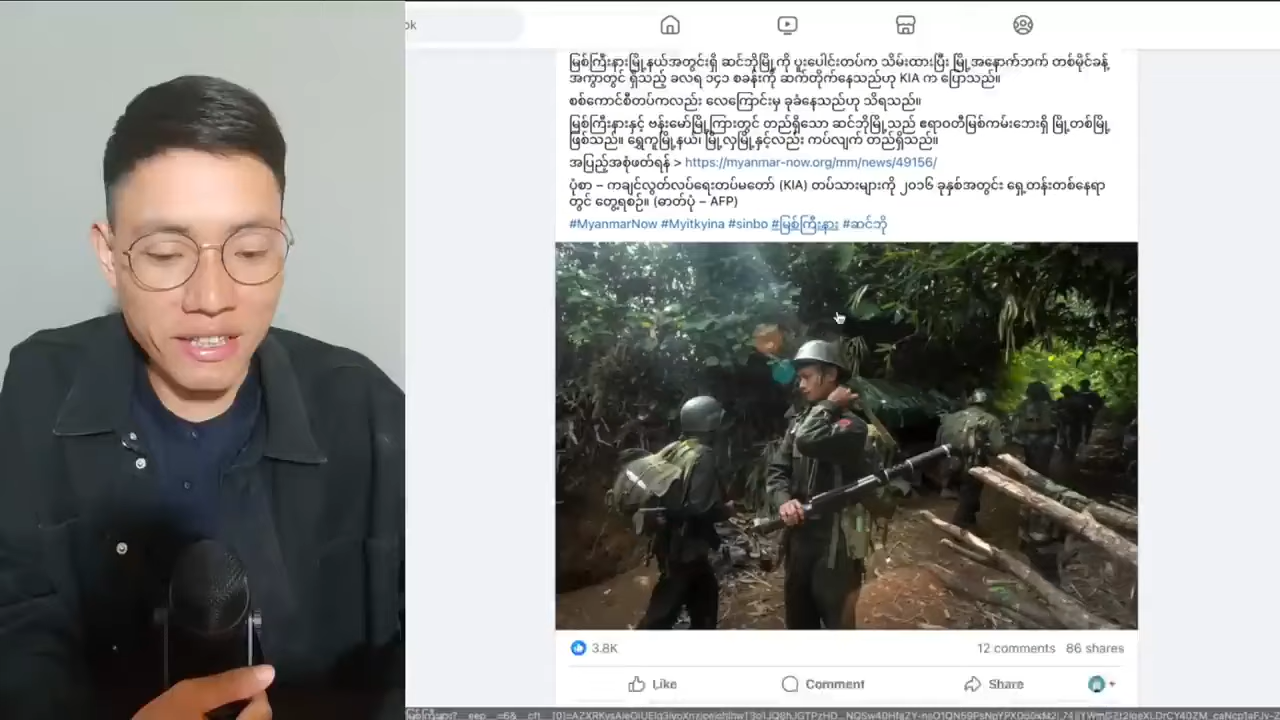 ok
မြစ်ကြီးနားမြို့နယ်အတွင်းရှိ ဆင်ဘိုမြို့ကို ပူးပေါင်းတပ်က သိမ်းထားပြီး မြို့အနောက်ဘက် တစ်မိုင်ခန့်
အကွာတွင် ရှိသည့် ခလရ ၁၄၁ စခန်းကို ဆက်တိုက်နေသည်ဟု KIA က ပြောသည်။
စစ်ကောင်စီတပ်ကလည်း လေကြောင်းမှ ခုခံနေသည်ဟု သိရသည်။
မြစ်ကြီးနားနှင့် ဗန်းမော်မြို့ကြားတွင် တည်ရှိသော ဆင်ဘိုမြို့သည် ဧရာဝတီမြစ်ကမ်းဘေးရှိ မြို့တစ်မြို့
ဖြစ်သည်။ ရွှေကူမြို့နယ်၊ မြို့လှမြို့နှင့်လည်း ကပ်လျက် တည်ရှိသည်။
အပြည့်အစုံဖတ်ရန် > https://myanmar-now.org/mm/news/49156/
ပုံစာ – ကချင်လွတ်လပ်ရေးတပ်မတော် (KIA) တပ်သားများကို ၂၀၁၆ ခုနှစ်အတွင်း ရှေ့တန်းတစ်နေရာ
တွင် တွေ့ရစဉ်။ (ဓာတ်ပုံ – AFP)
#MyanmarNow #Myitkyina #sinbo #မြစ်ကြီးနား #ဆင်ဘို
3.8K
12 comments 86 shares
Like Comment Share